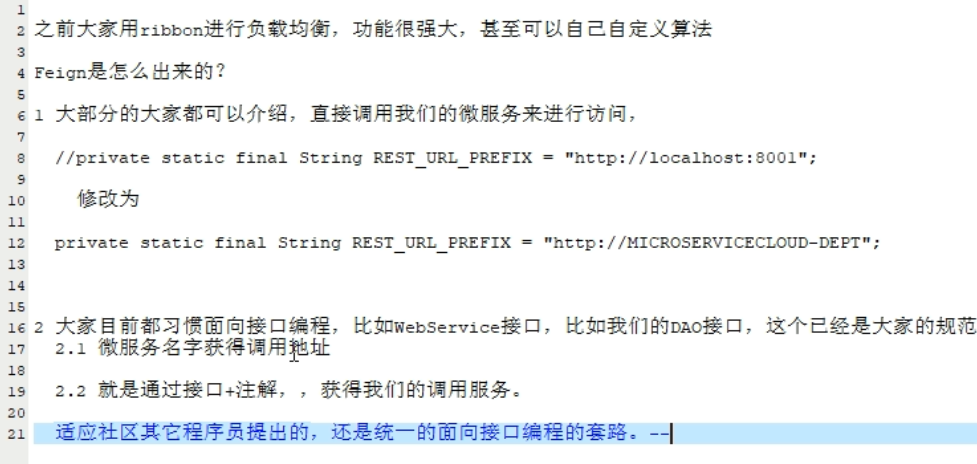 1
2 之前大家用ribbon进行负载均衡，功能很强大，甚至可以自己自定义算法
3
4 Feign是怎么出来的？
5
6 1 大部分的大家都可以介绍，直接调用我们的微服务来进行访问，
7
8 //private static final String REST_URL_PREFIX = "http://localhost:8001";
9
10 修改为
11
12 private static final String REST_URL_PREFIX = "http://MICROSERVICECLOUD-DEPT";
13
14
15
16 2 大家目前都习惯面向接口编程，比如WebService接口，比如我们的DAO接口，这个已经是大家的规范
17 2.1 微服务名字获得调用地址
18
19 2.2 就是通过接口+注解，，获得我们的调用服务。
20
21 适应社区其它程序员提出的，还是统一的面向接口编程的套路。--